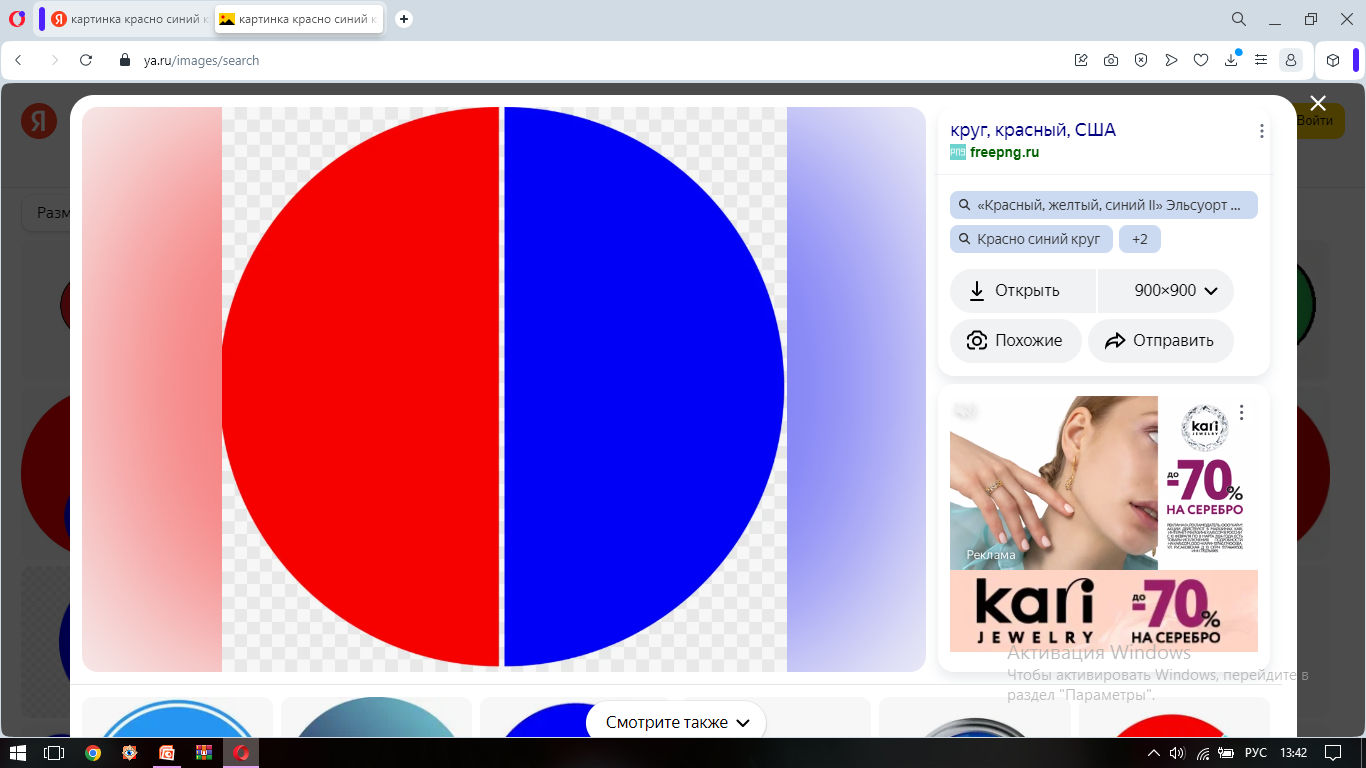 картинка красно синий к
картинка красно синий к
ya.ru/images/search
Я
Войти
Разм
круг, красный, США
freepng.ru
«Красный, желтый, синий II» Эльсуорт ...
Красно синий круг
+2
Открыть
900×900
Похожие
Отправить
kari
JEWELRY
до
-70%
НА СЕРЕБРО
Реклама
kari
JEWELRY
до
-70%
НА СЕРЕБРО
Активация Windows
Чтобы активировать Windows, перейдите в
раздел "Параметры".
Смотрите также
РУС
13:42